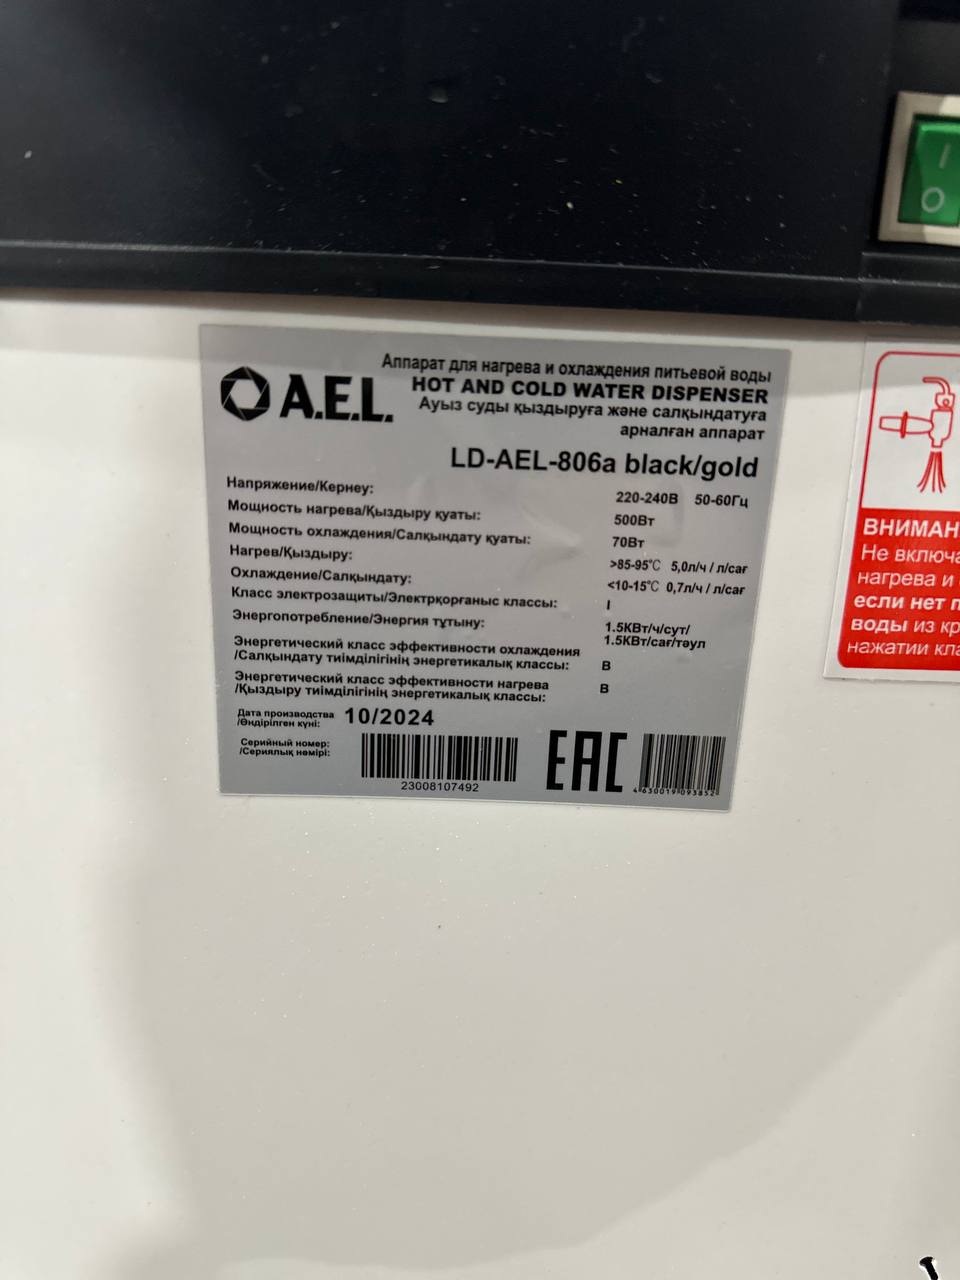 Аппарат для нагрева и охлаждения питьевой воды
A.E.L.
HOT AND COLD WATER DISPENSER
Ауыз суды қыздыруға және салқындатуға
арналған аппарат
LD-AEL-806a black/gold
Напряжение/Кернеу: 220-240В 50-60Гц
Мощность нагрева/Қыздыру қуаты: 500Вт
Мощность охлаждения/Салқындату қуаты: 70Вт
Нагрев/Қыздыру: >85-95°C 5,0л/ч / л/сағ
Охлаждение/Салқындату: <10-15°C 0,7л/ч / л/сағ
Класс электрозащиты/Электрқорғаныс классы: I
Энергопотребление/Энергия тұтыну: 1.5КВт/ч/сут/
1.5КВт/сағ/тәул
Энергетический класс эффективности охлаждения
/Салқындату тиімділігінің энергетикалық классы: B
Энергетический класс эффективности нагрева
/Қыздыру тиімділігінің энергетикалық классы: B
Дата производства
/Өндірілген күні: 10/2024
Серийный номер:
/Сериялық нөмірі:
23008107492
EAC
4630019093852
I
O
Не
нагрева и
если нет
воды из
нажатии